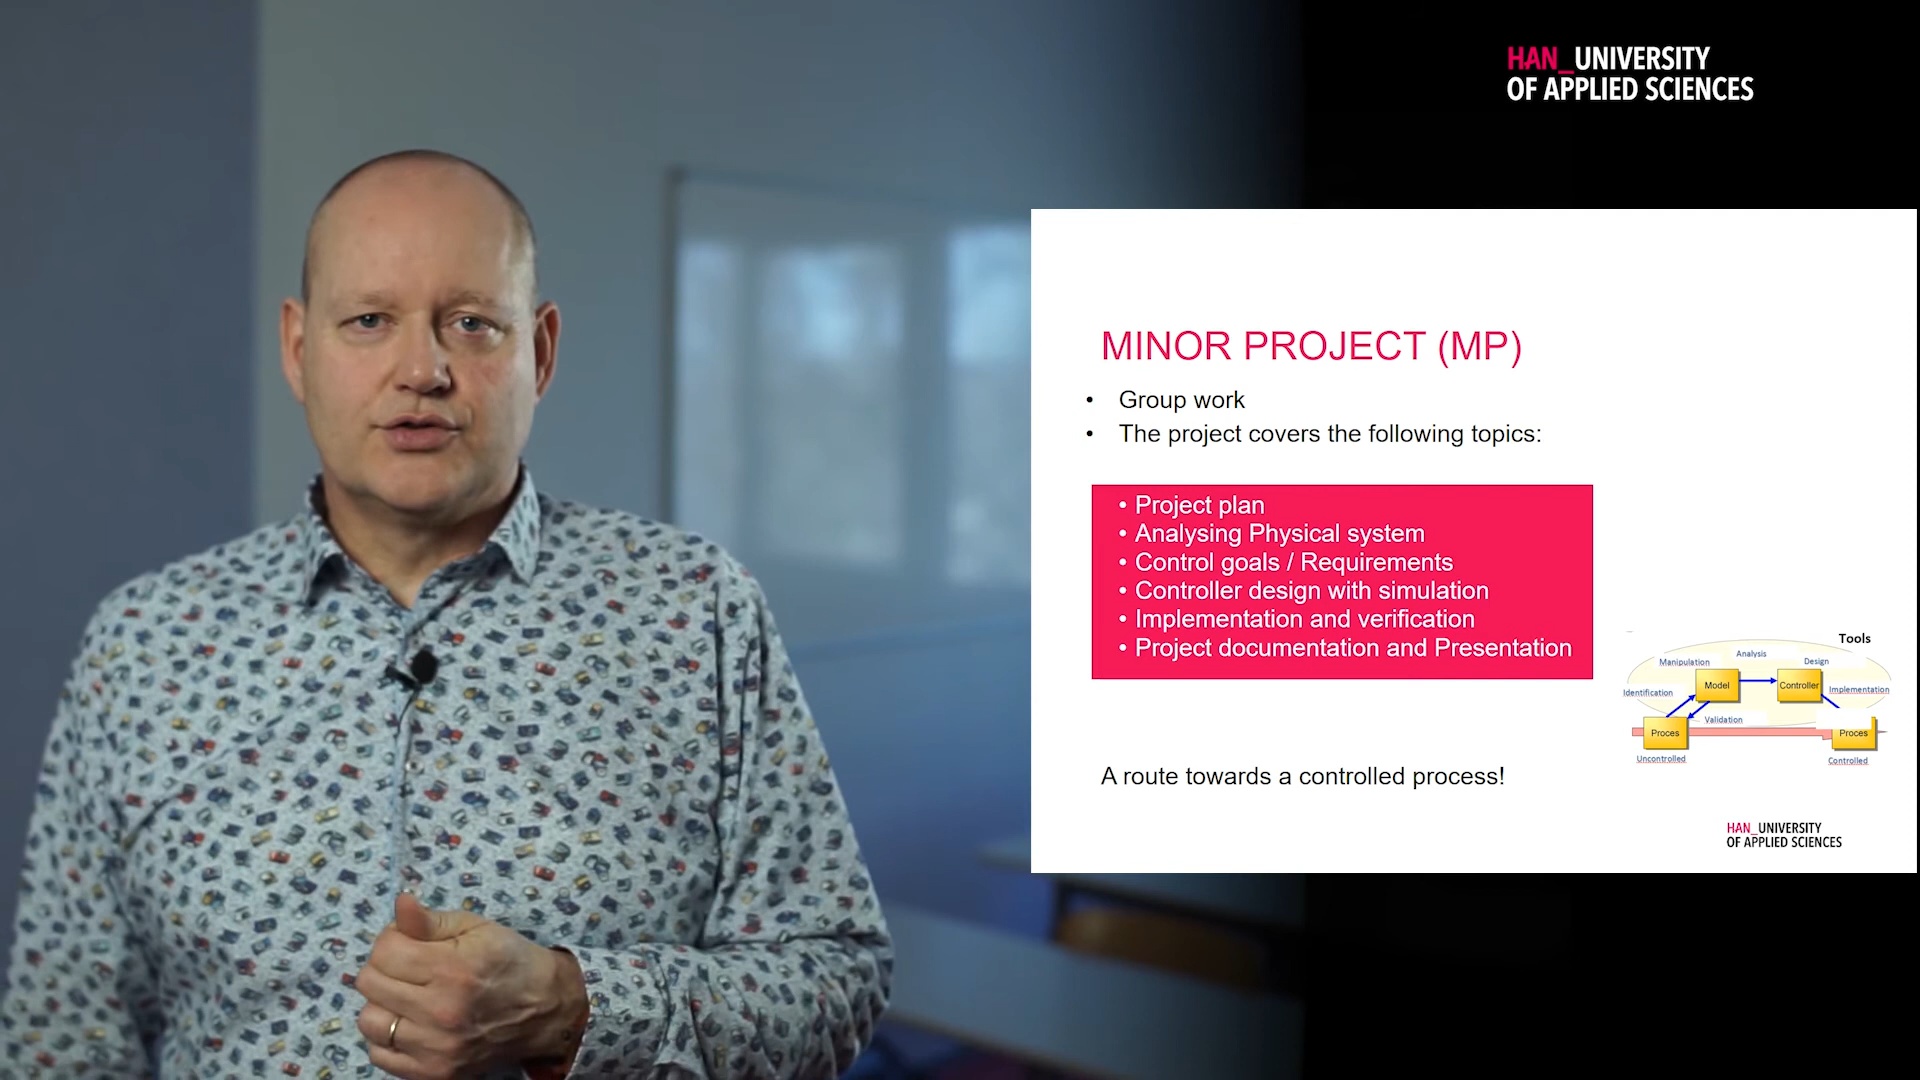 HAN_UNIVERSITY
OF APPLIED SCIENCES
MINOR PROJECT (MP)
• Group work
• The project covers the following topics:
• Project plan
• Analysing Physical system
• Control goals / Requirements
• Controller design with simulation
• Implementation and verification
• Project documentation and Presentation
Tools
Analysis
Manipulation
Design
Identification
Model
Controller
Implementation
Validation
Proces
Proces
Uncontrolled
Controlled
A route towards a controlled process!
HAN_UNIVERSITY
OF APPLIED SCIENCES